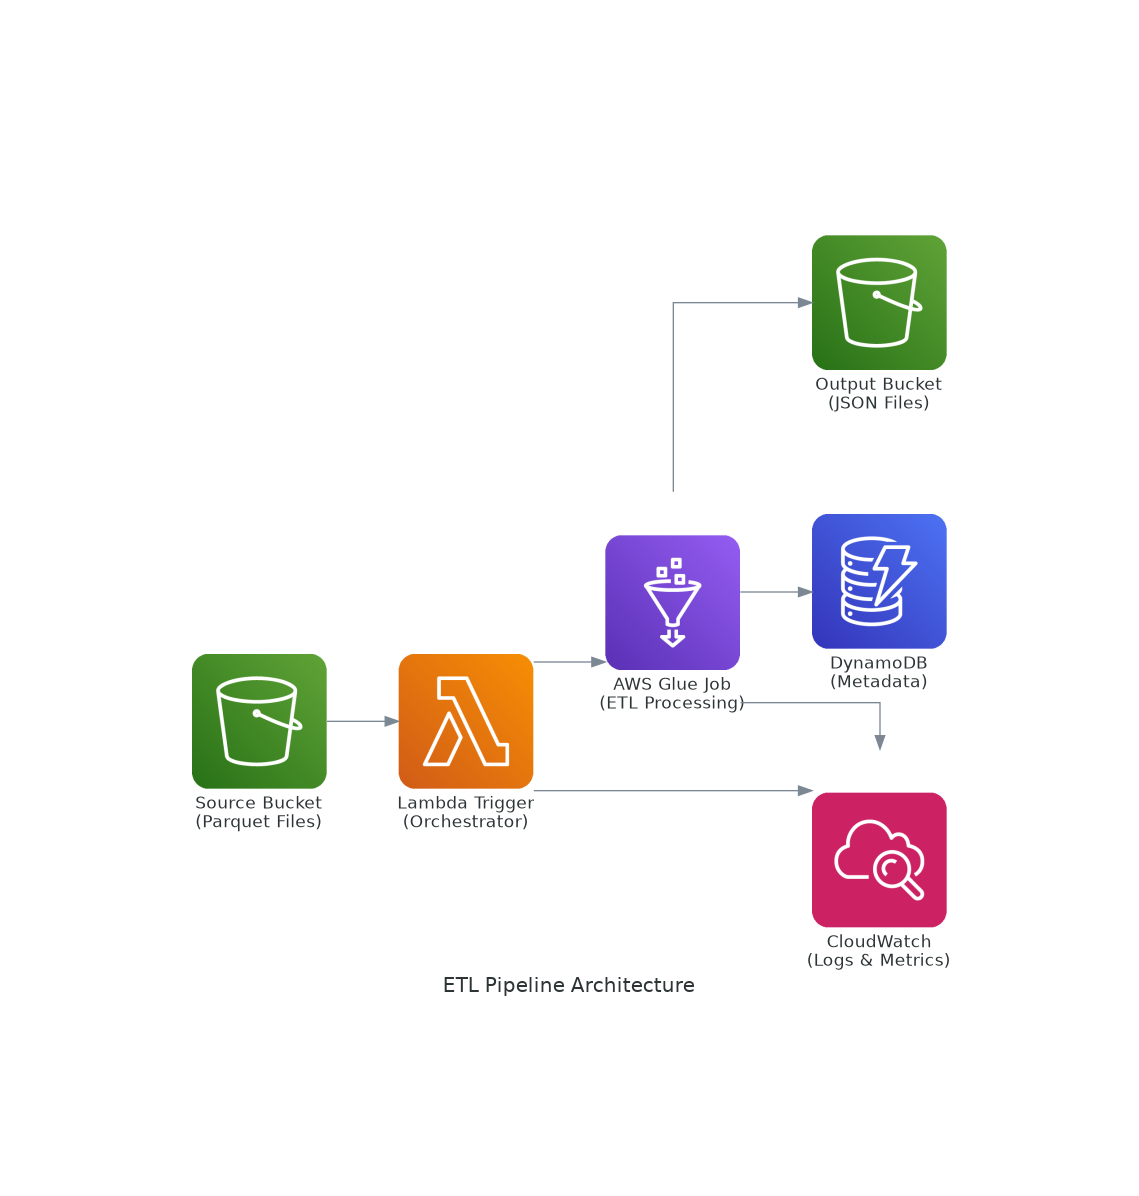 Output Bucket
(JSON Files)
AWS Glue Job
(ETL Processing)
DynamoDB
(Metadata)
Source Bucket
(Parquet Files)
Lambda Trigger
(Orchestrator)
CloudWatch
(Logs & Metrics)
ETL Pipeline Architecture